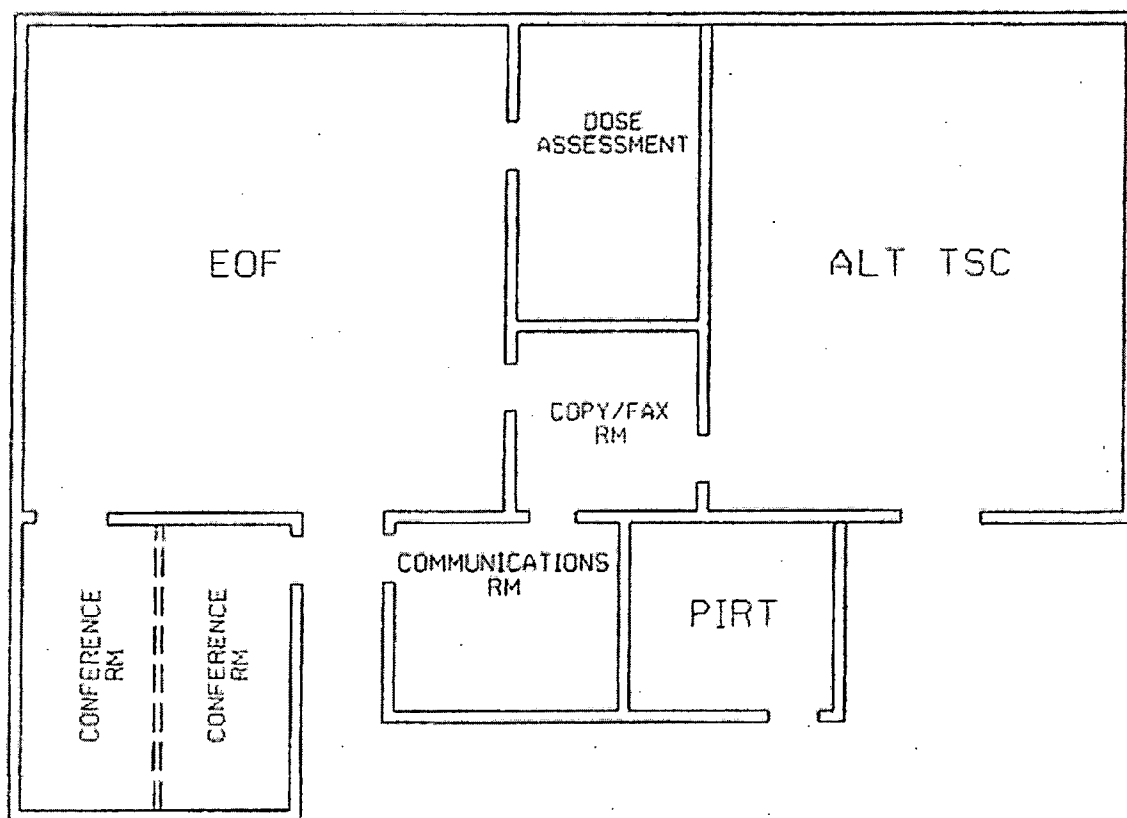 DOSE
ASSESSMENT
EOF
ALT TSC
COPY/FAX
RM
COMMUNICATIONS
RM
PIRT
CONFERENCE
RM
CONFERENCE
RM